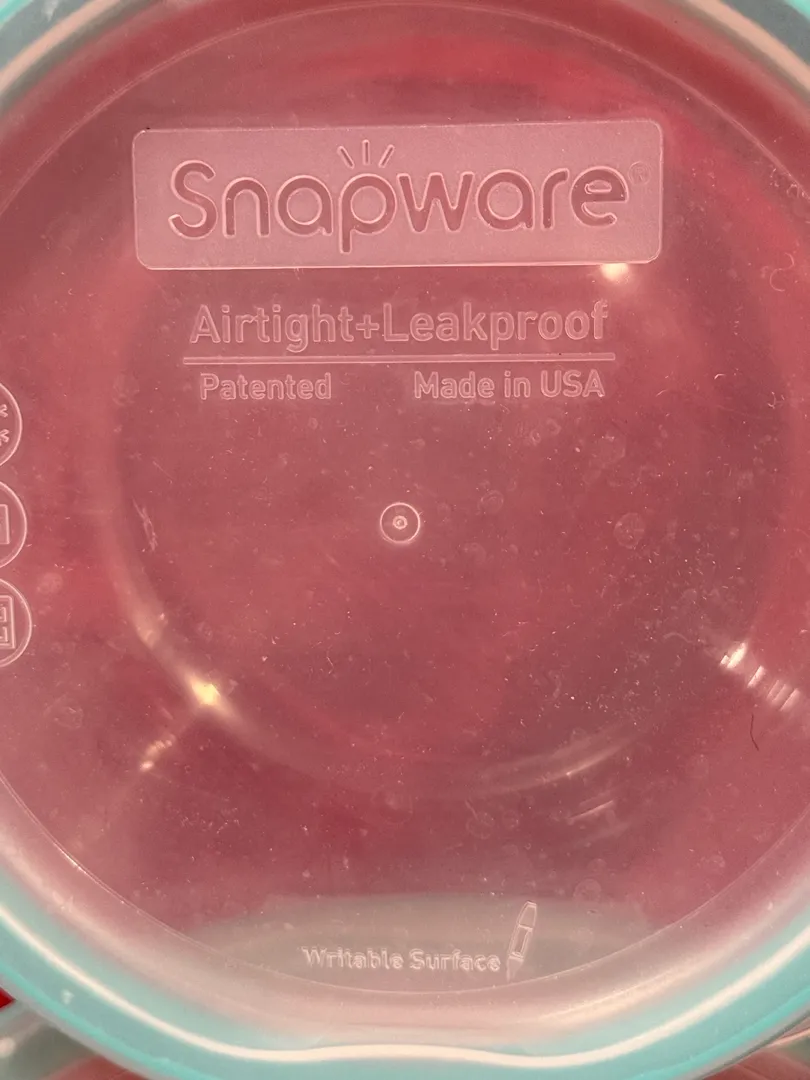 Snapware®
Airtight+Leakproof
Patented Made in USA
Writable Surface